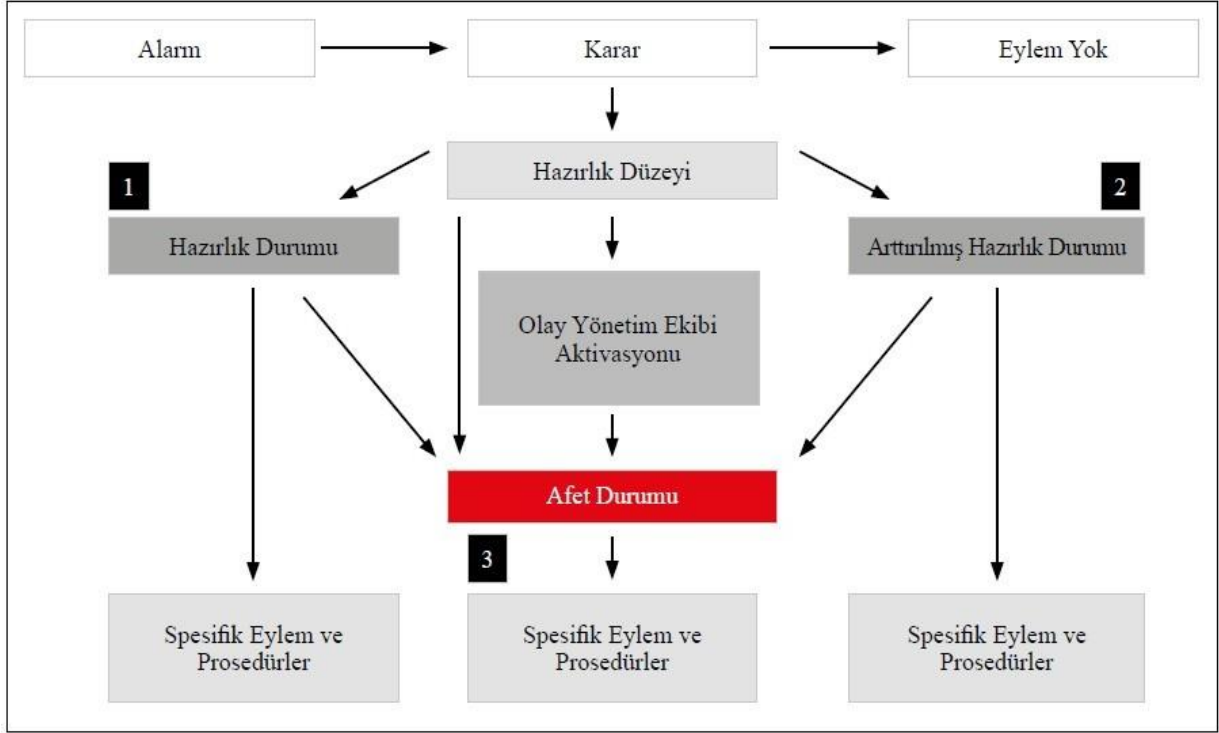 Alarm
Karar
Eylem Yok
Hazırlık Düzeyi
1
2
Hazırlık Durumu
Arttırılmış Hazırlık Durumu
Olay Yönetim Ekibi
Aktivasyonu
Afet Durumu
3
Spesifik Eylem ve
Prosedürler
Spesifik Eylem ve
Prosedürler
Spesifik Eylem ve
Prosedürler